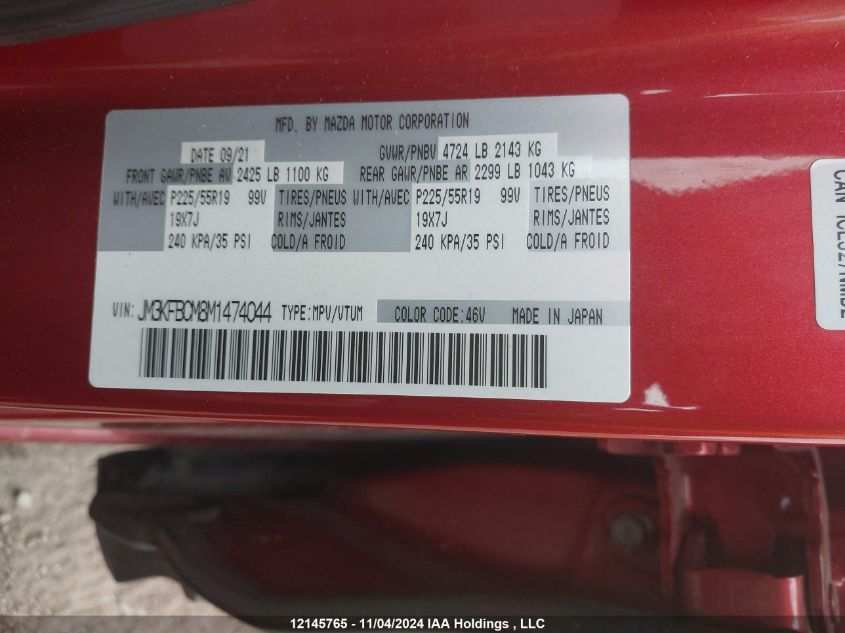 MFD. BY MAZDA MOTOR CORPORATION
DATE 09/21 GVWR/PNBV 4724 LB 2143 KG
FRONT GAWR/PNBE AV 2425 LB 1100 KG REAR GAWR/PNBE AR 2299 LB 1043 KG
WITH/AVEC P225/55R19 99V TIRES/PNEUS WITH/AVEC P225/55R19 99V TIRES/PNEUS
19X7J RIMS/JANTES 19X7J RIMS/JANTES
240 KPA/35 PSI COLD/A FROID 240 KPA/35 PSI COLD/A FROID
VIN: JM3KFBCM8M1474044 TYPE:MPV/VTUM COLOR CODE:46V MADE IN JAPAN
CAN
12145765 - 11/04/2024 IAA Holdings , LLC